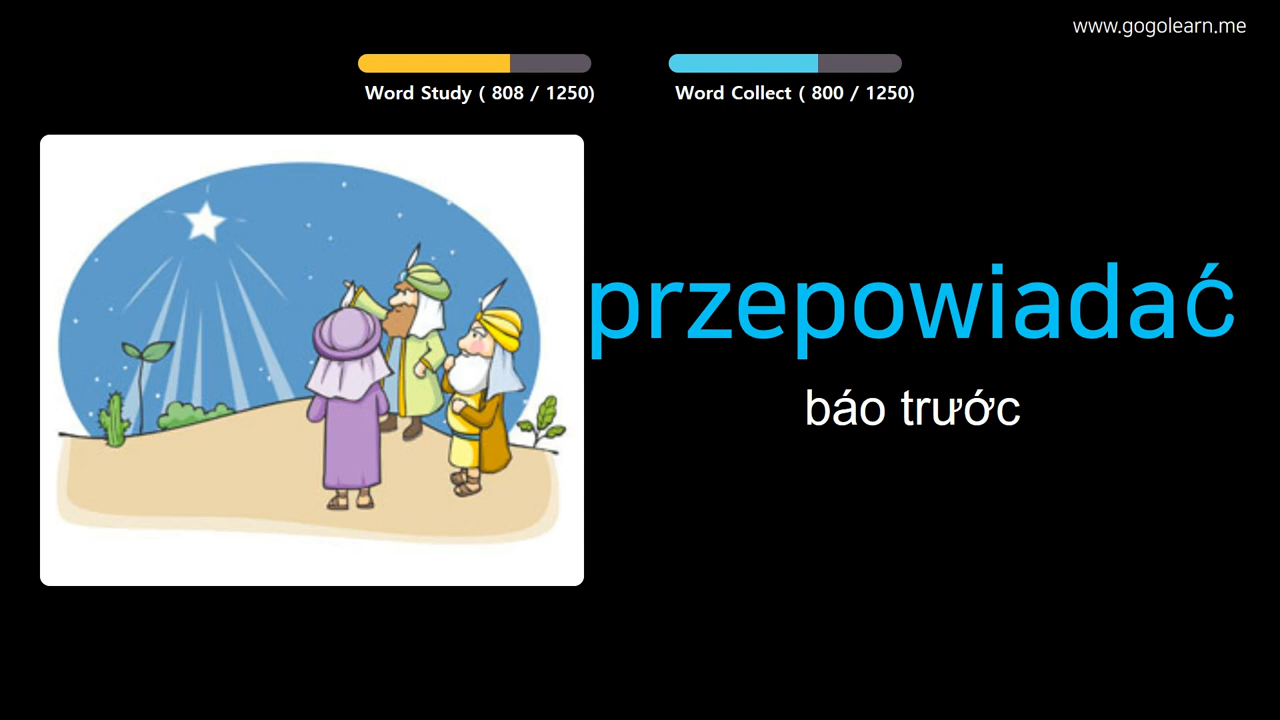 www.gogolearn.me
Word Study ( 808 / 1250)
Word Collect ( 800 / 1250)
przepowiadać
báo trước